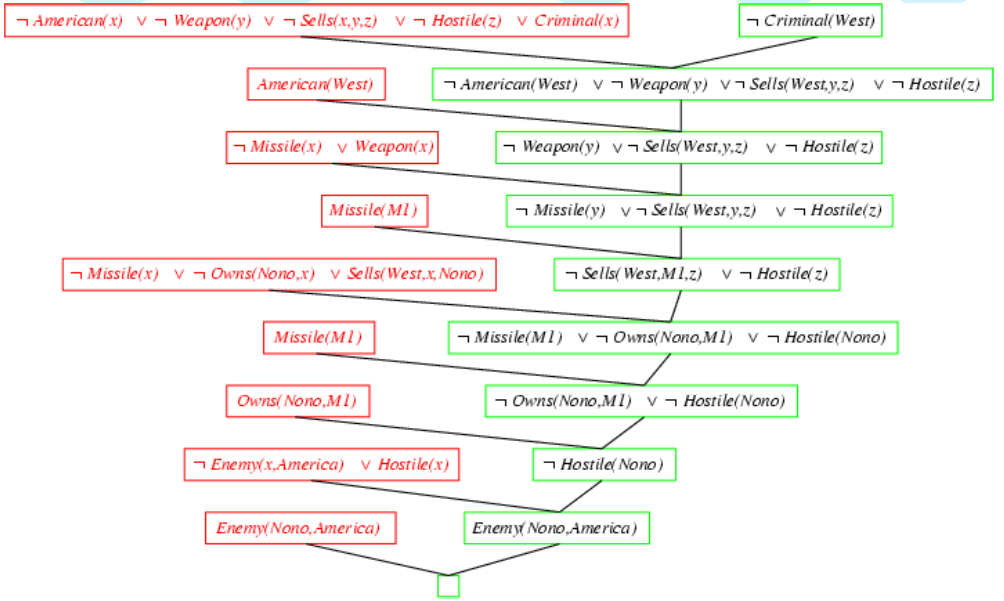 ¬ American(x) ∨ ¬ Weapon(y) ∨ ¬ Sells(x,y,z) ∨ ¬ Hostile(z) ∨ Criminal(x)
¬ Criminal(West)
American(West)
¬ American(West) ∨ ¬ Weapon(y) ∨ ¬ Sells(West,y,z) ∨ ¬ Hostile(z)
¬ Missile(x) ∨ Weapon(x)
¬ Weapon(y) ∨ ¬ Sells(West,y,z) ∨ ¬ Hostile(z)
Missile(M1)
¬ Missile(y) ∨ ¬ Sells(West,y,z) ∨ ¬ Hostile(z)
¬ Missile(x) ∨ ¬ Owns(Nono,x) ∨ Sells(West,x,Nono)
¬ Sells(West,M1,z) ∨ ¬ Hostile(z)
Missile(M1)
¬ Missile(M1) ∨ ¬ Owns(Nono,M1) ∨ ¬ Hostile(Nono)
Owns(Nono,M1)
¬ Owns(Nono,M1) ∨ ¬ Hostile(Nono)
¬ Enemy(x,America) ∨ Hostile(x)
¬ Hostile(Nono)
Enemy(Nono,America)
Enemy(Nono,America)